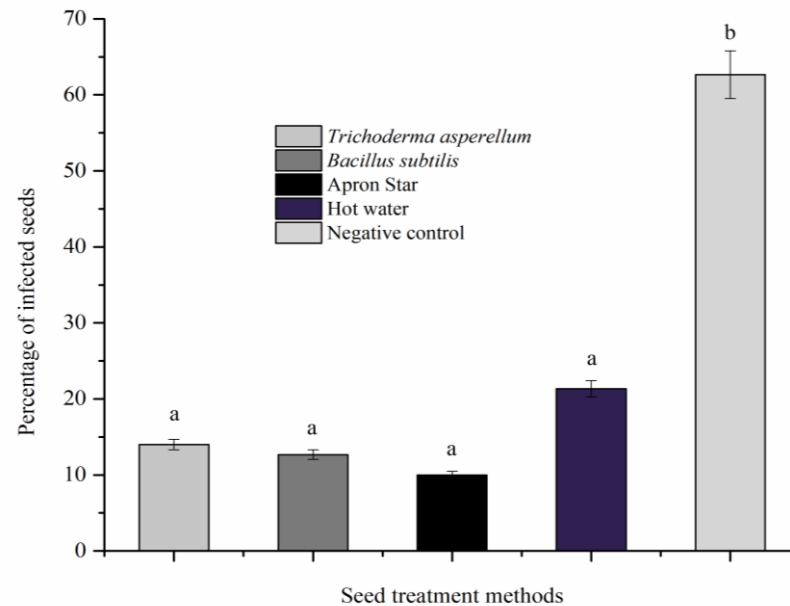 Percentage of infected seeds
70
60
50
40
30
20
10
0
Trichoderma asperellum
Bacillus subtilis
Apron Star
Hot water
Negative control
a
a
a
a
b
Seed treatment methods